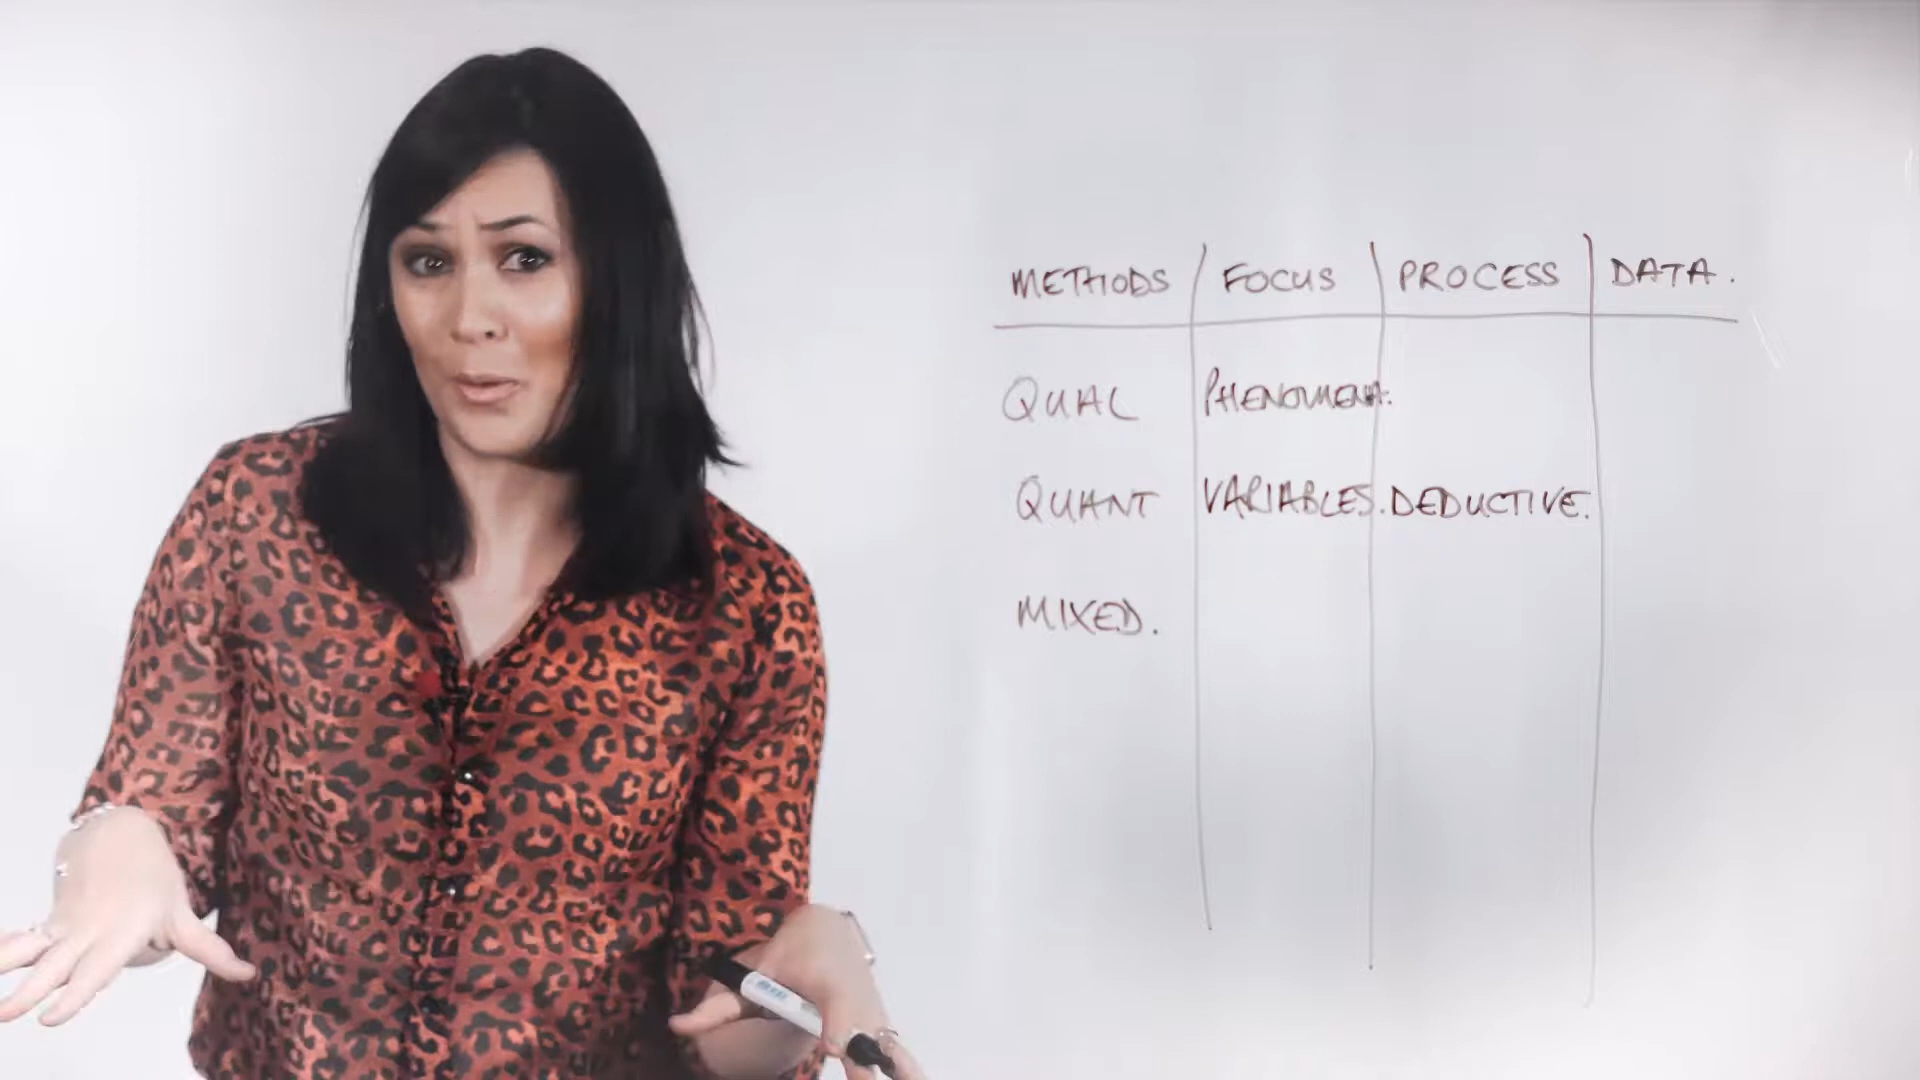 METHODS FOCUS PROCESS DATA.
QUAL PHENOMENA.
QUANT VARIABLES. DEDUCTIVE.
MIXED.